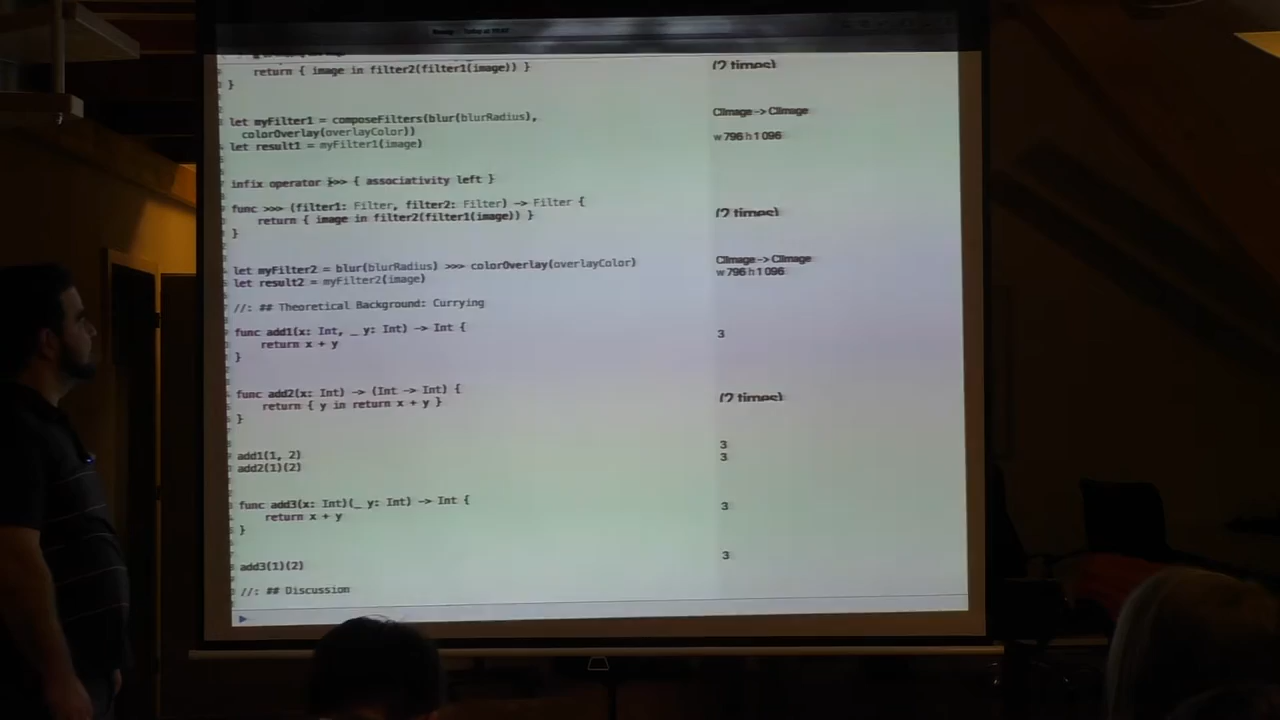 Today at
return { image in filter2(filter1(image)) }
(2 times)
}
let myFilter1 = composeFilters(blur(blurRadius),
CIImage -> CIImage
colorOverlay(overlayColor))
w 796 h 1 096
let result1 = myFilter1(image)
infix operator >>> { associativity left }
func >>> (filter1: Filter, filter2: Filter) -> Filter {
return { image in filter2(filter1(image)) }
(2 times)
}
let myFilter2 = blur(blurRadius) >>> colorOverlay(overlayColor)
CIImage -> CIImage
let result2 = myFilter2(image)
w 796 h 1 096
//: ## Theoretical Background: Currying
func add1(x: Int, _ y: Int) -> Int {
return x + y
3
}
func add2(x: Int) -> (Int -> Int) {
return { y in return x + y }
(2 times)
}
add1(1, 2)
3
add2(1)(2)
3
func add3(x: Int)(_ y: Int) -> Int {
return x + y
3
}
add3(1)(2)
3
//: ## Discussion